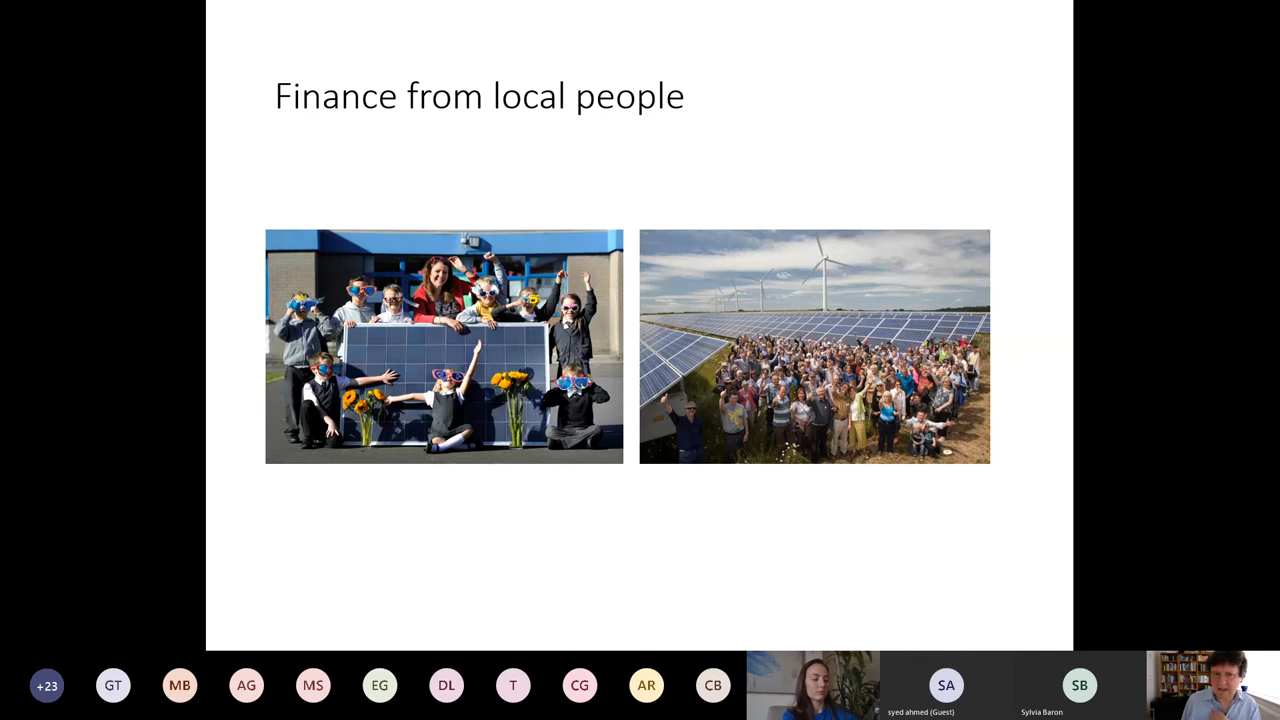 Finance from local people
+23
GT
MB
AG
MS
EG
DL
T
CG
AR
CB
SA
SB
syed ahmed (Guest)
Sylvia Baron